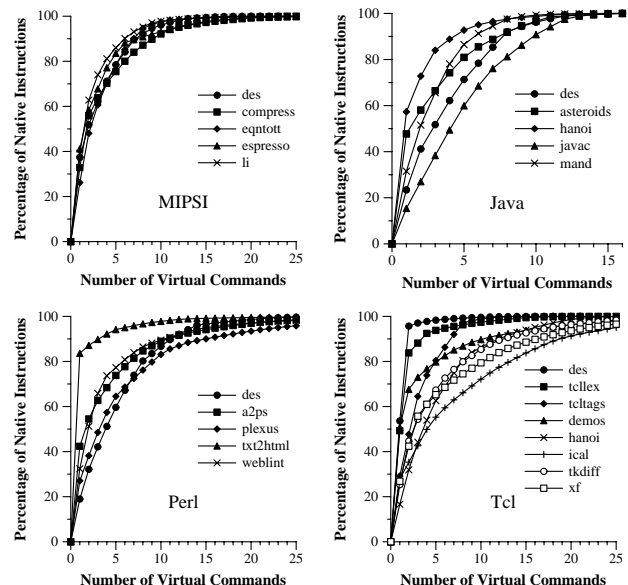 Percentage of Native Instructions
100
80
60
40
20
0
des
compress
eqntott
espresso
li
MIPSI
0 5 10 15 20 25
Number of Virtual Commands
Percentage of Native Instructions
100
80
60
40
20
0
des
asteroids
hanoi
javac
mand
Java
0 5 10 15
Number of Virtual Commands
Percentage of Native Instructions
100
80
60
40
20
0
des
a2ps
plexus
txt2html
weblint
Perl
0 5 10 15 20 25
Number of Virtual Commands
Percentage of Native Instructions
100
80
60
40
20
0
des
tcllex
tcltags
demos
hanoi
ical
tkdiff
xf
Tcl
0 5 10 15 20 25
Number of Virtual Commands